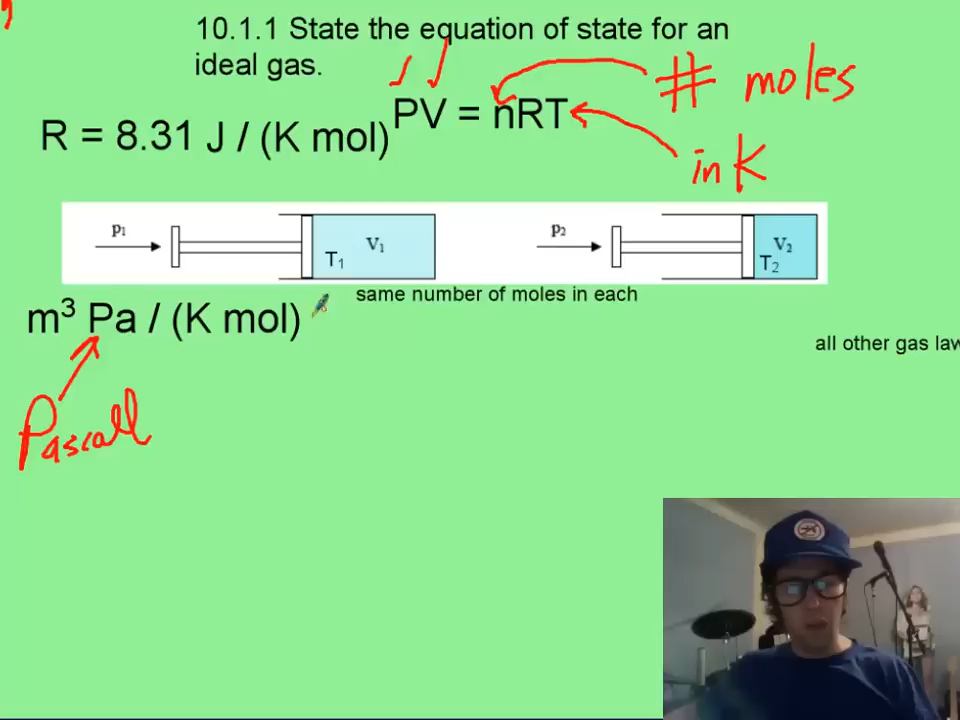 10.1.1 State the equation of state for an
ideal gas.
# moles
PV = nRT
R = 8.31 J / (K mol)
in K
p₁
V₁
T₁
p₂
V₂
T₂
same number of moles in each
m³ Pa / (K mol)
all other gas law
Pascall